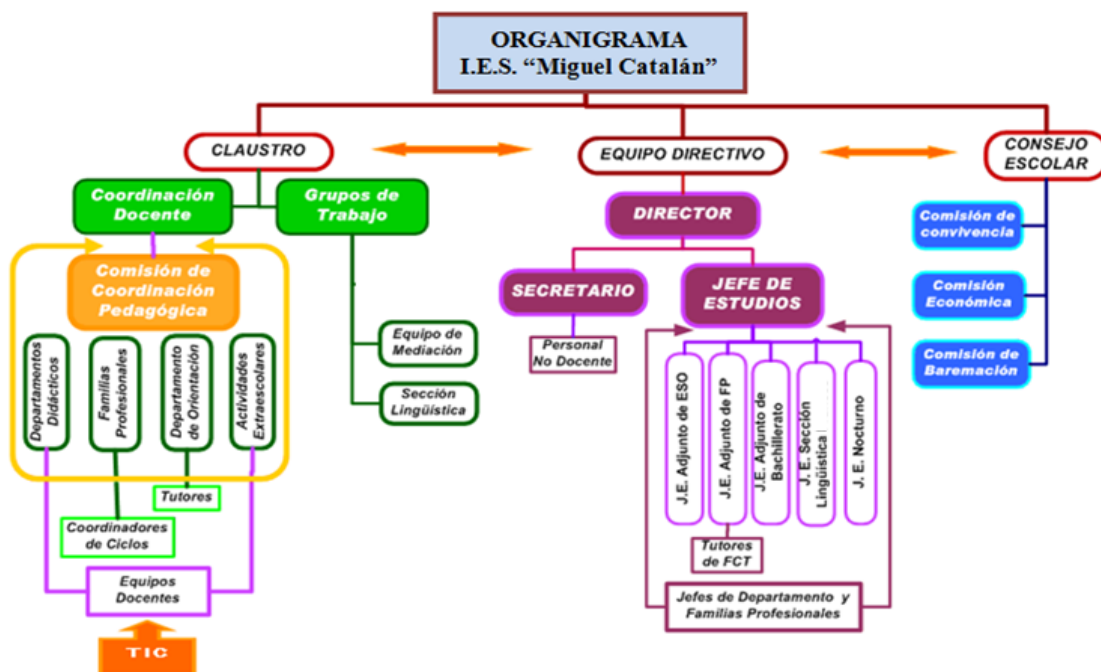 ORGANIGRAMA
I.E.S. “Miguel Catalán”
CLAUSTRO
EQUIPO DIRECTIVO
CONSEJO
ESCOLAR
Coordinación
Docente
Grupos de
Trabajo
DIRECTOR
Comisión de
convivencia
Comisión de
Coordinación
Pedagógica
SECRETARIO
JEFE DE
ESTUDIOS
Comisión
Económica
Equipo de
Mediación
Personal
No Docente
Comisión de
Baremación
Sección
Lingüística
Departamentos
Didácticos
Familias
Profesionales
Departamento
de Orientación
Actividades
Extraescolares
J.E. Adjunto de ESO
J.E. Adjunto de FP
J.E. Adjunto de
Bachillerato
J. E. Sección
Lingüística
J. E. Nocturno
Tutores
Coordinadores
de Ciclos
Tutores
de FCT
Equipos
Docentes
Jefes de Departamento y
Familias Profesionales
TIC